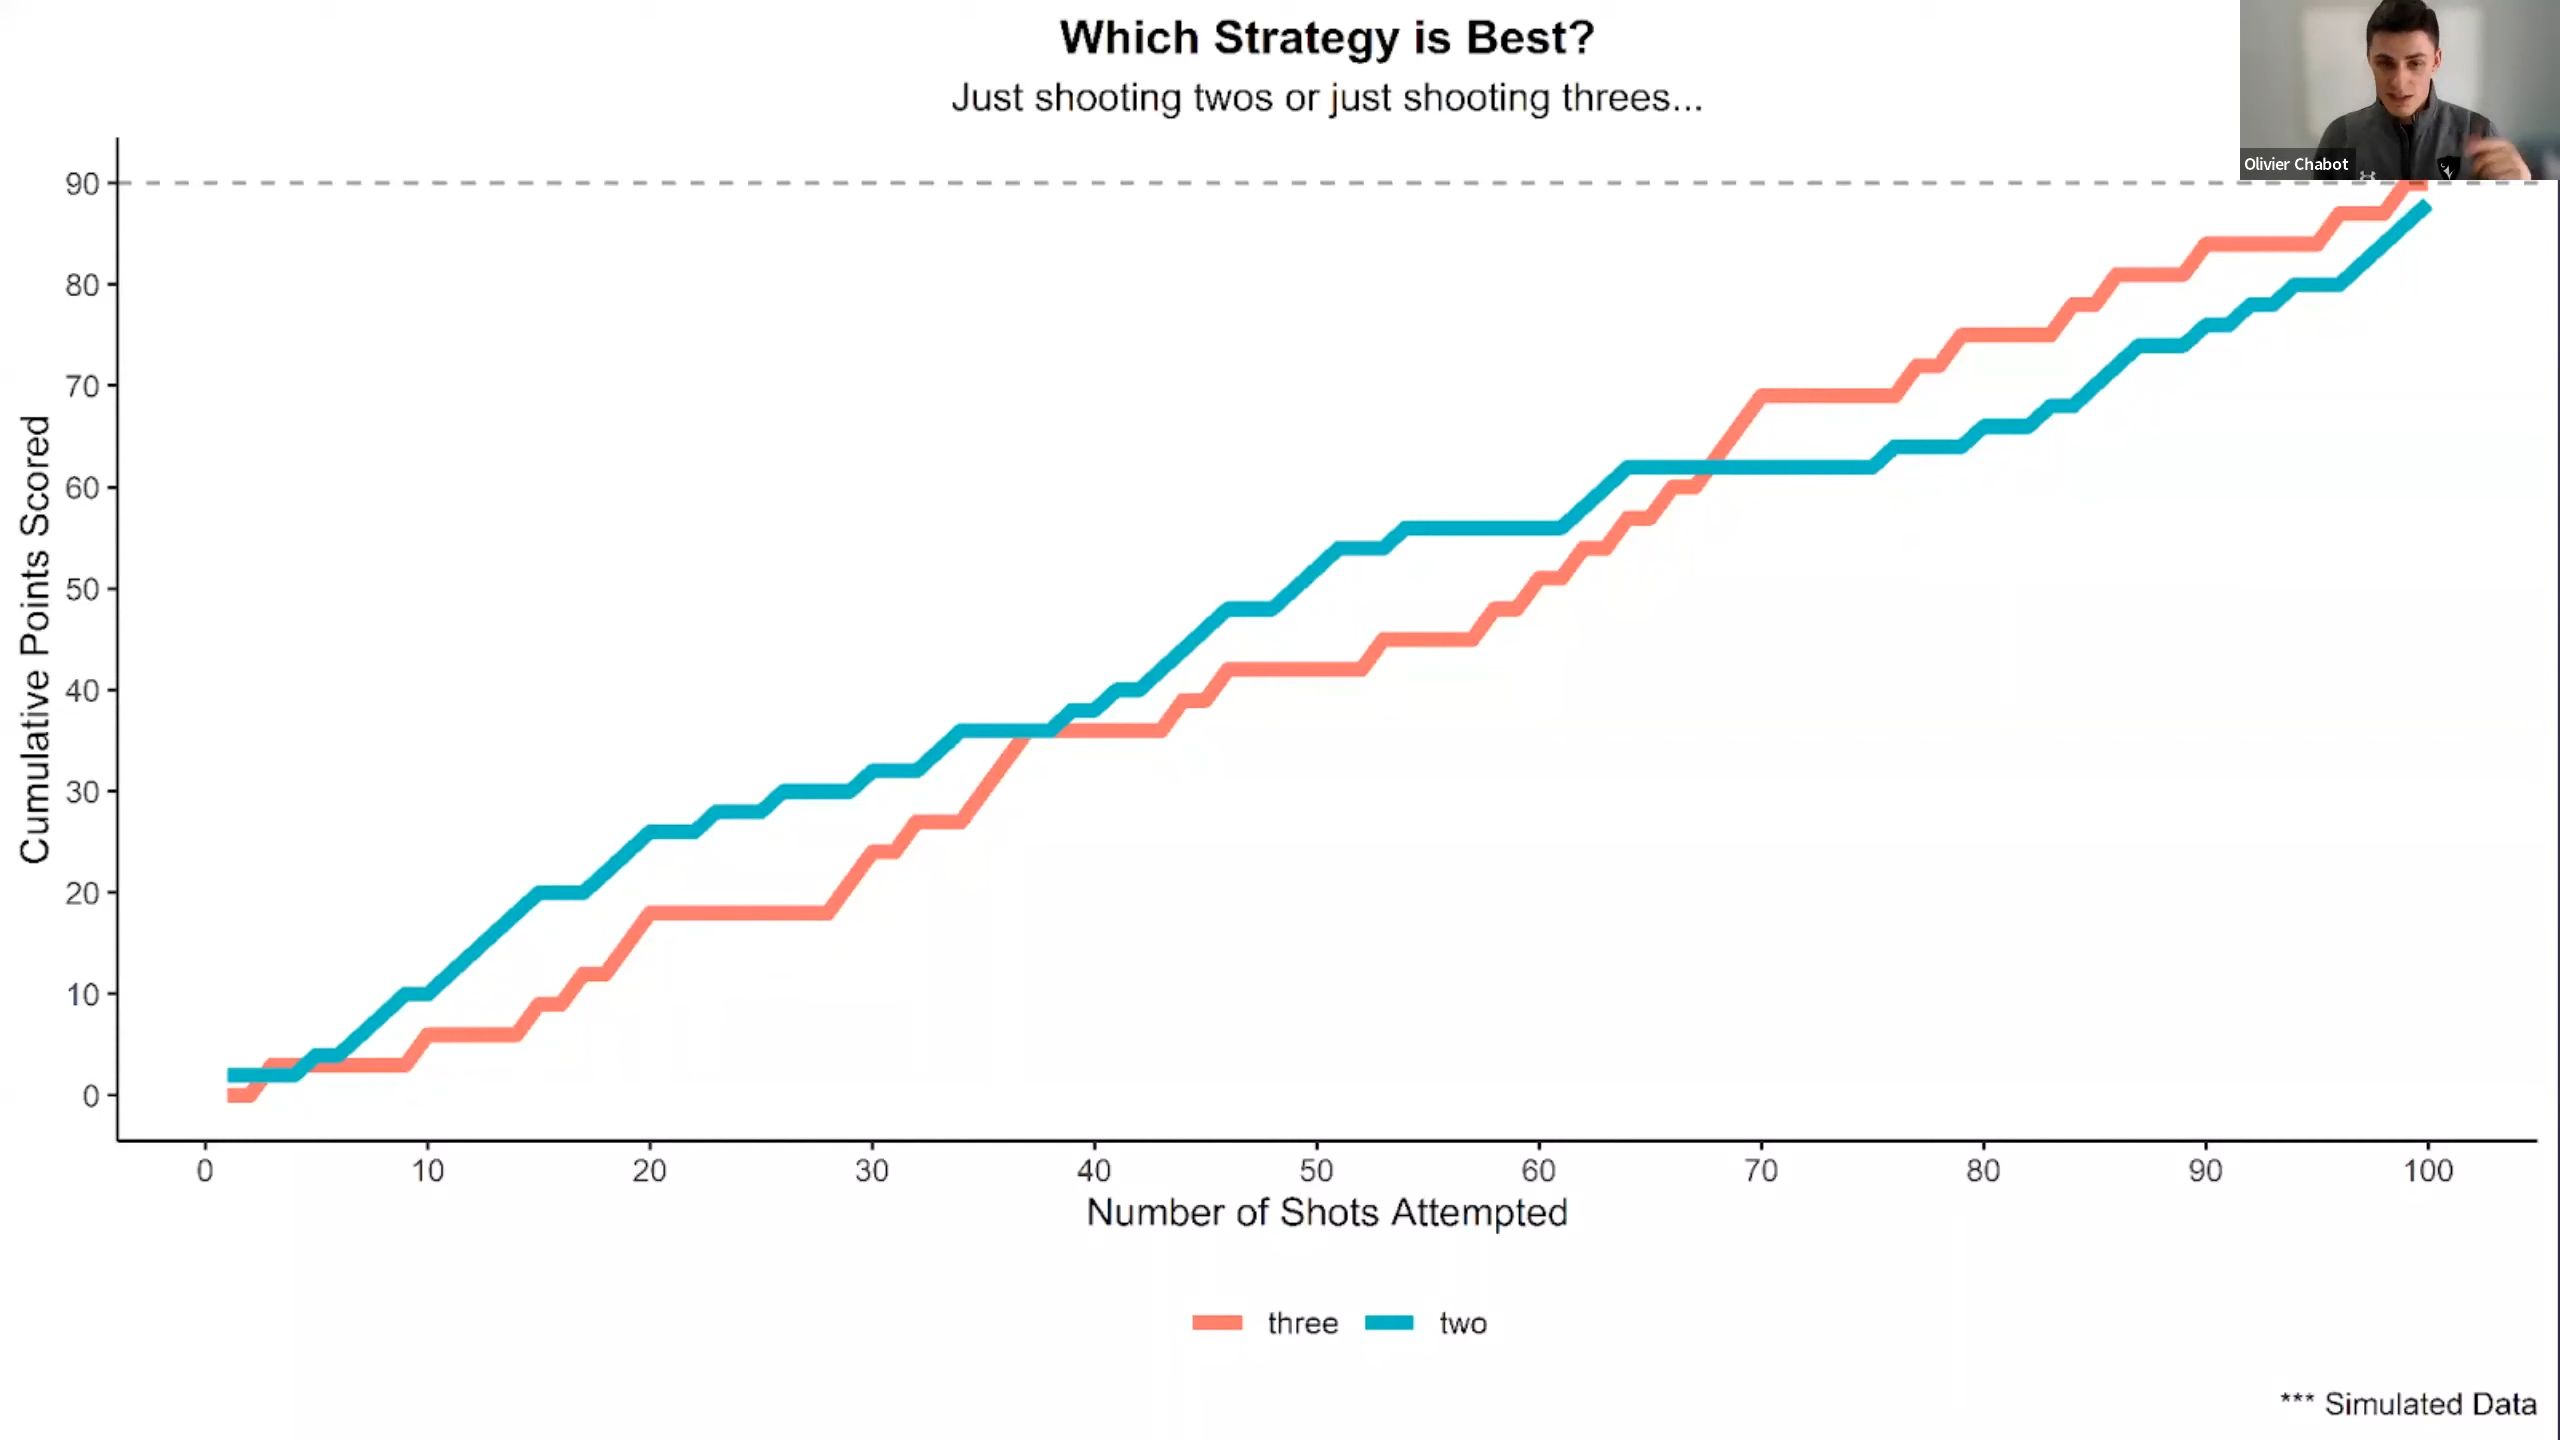 Which Strategy is Best?
Just shooting twos or just shooting threes...
Olivier Chabot
Cumulative Points Scored
90
80
70
60
50
40
30
20
10
0
0 10 20 30 40 50 60 70 80 90 100
Number of Shots Attempted
three two
*** Simulated Data